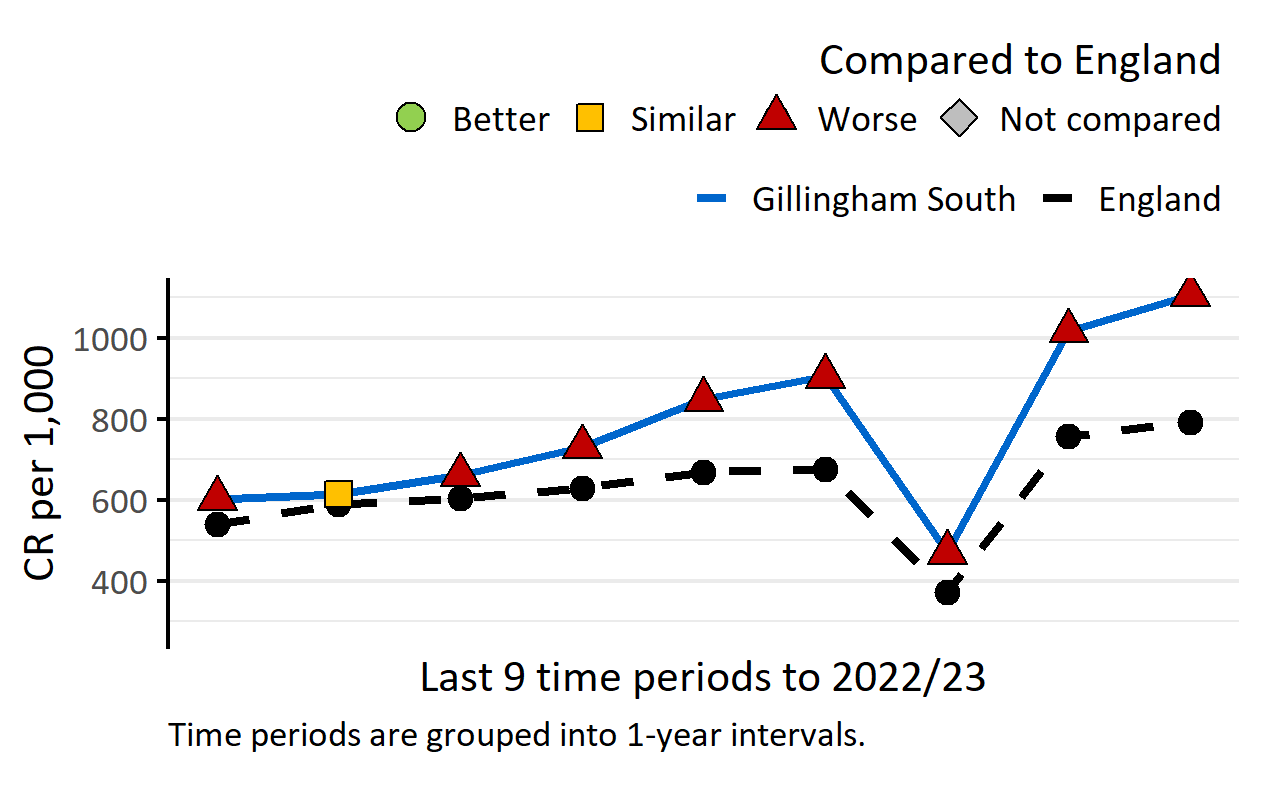 Compared to England
Better Similar Worse Not compared
Gillingham South England
CR per 1,000
1000
800
600
400
Last 9 time periods to 2022/23
Time periods are grouped into 1-year intervals.